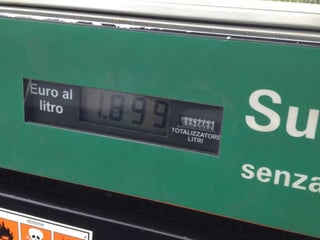 Euro al
litro
1.899
TOTALIZZATORE
LITRI
Su
senza